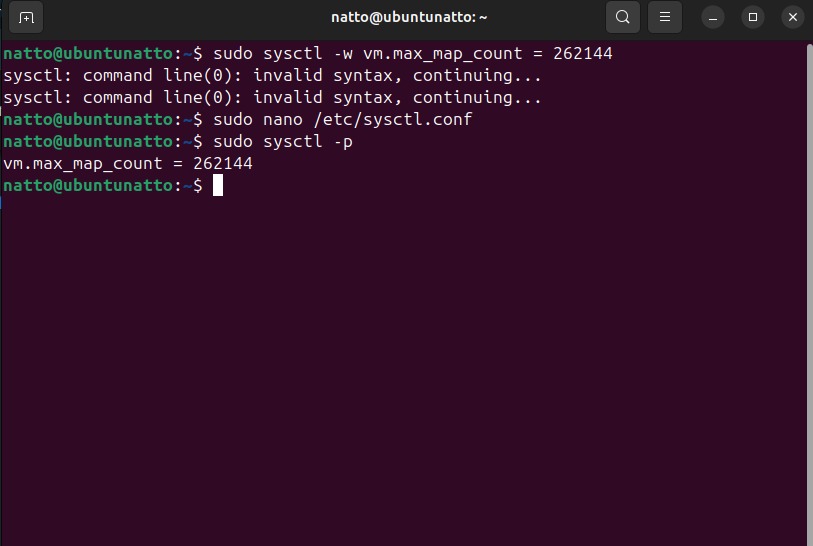 natto@ubuntunatto: ~
natto@ubuntunatto:~$ sudo sysctl -w vm.max_map_count = 262144
sysctl: command line(0): invalid syntax, continuing...
sysctl: command line(0): invalid syntax, continuing...
natto@ubuntunatto:~$ sudo nano /etc/sysctl.conf
natto@ubuntunatto:~$ sudo sysctl -p
vm.max_map_count = 262144
natto@ubuntunatto:~$